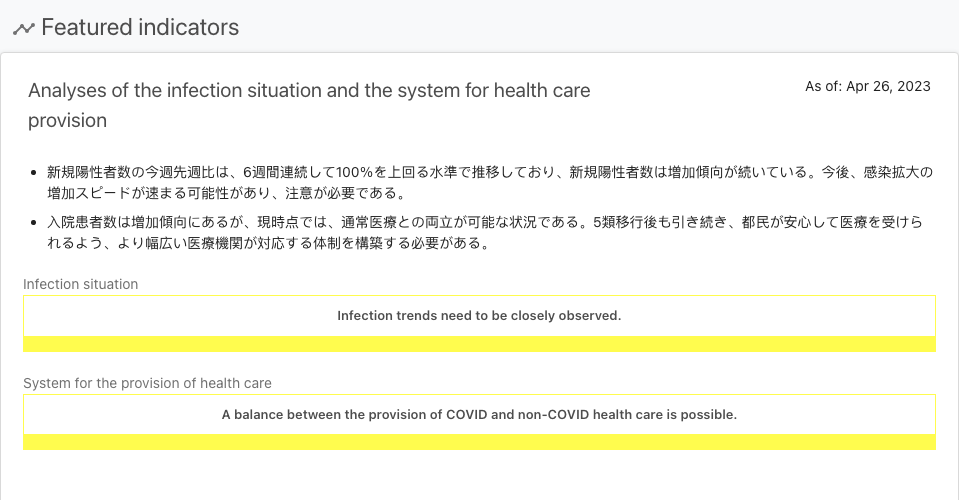 Featured indicators
Analyses of the infection situation and the system for health care
provision
As of: Apr 26, 2023
新規陽性者数の今週先週比は、6週間連続して100%を上回る水準で推移しており、新規陽性者数は増加傾向が続いている。今後、感染拡大の
増加スピードが速まる可能性があり、注意が必要である。
入院患者数は増加傾向にあるが、現時点では、通常医療との両立が可能な状況である。5類移行後も引き続き、都民が安心して医療を受けら
れるよう、より幅広い医療機関が対応する体制を構築する必要がある。
Infection situation
Infection trends need to be closely observed.
System for the provision of health care
A balance between the provision of COVID and non-COVID health care is possible.